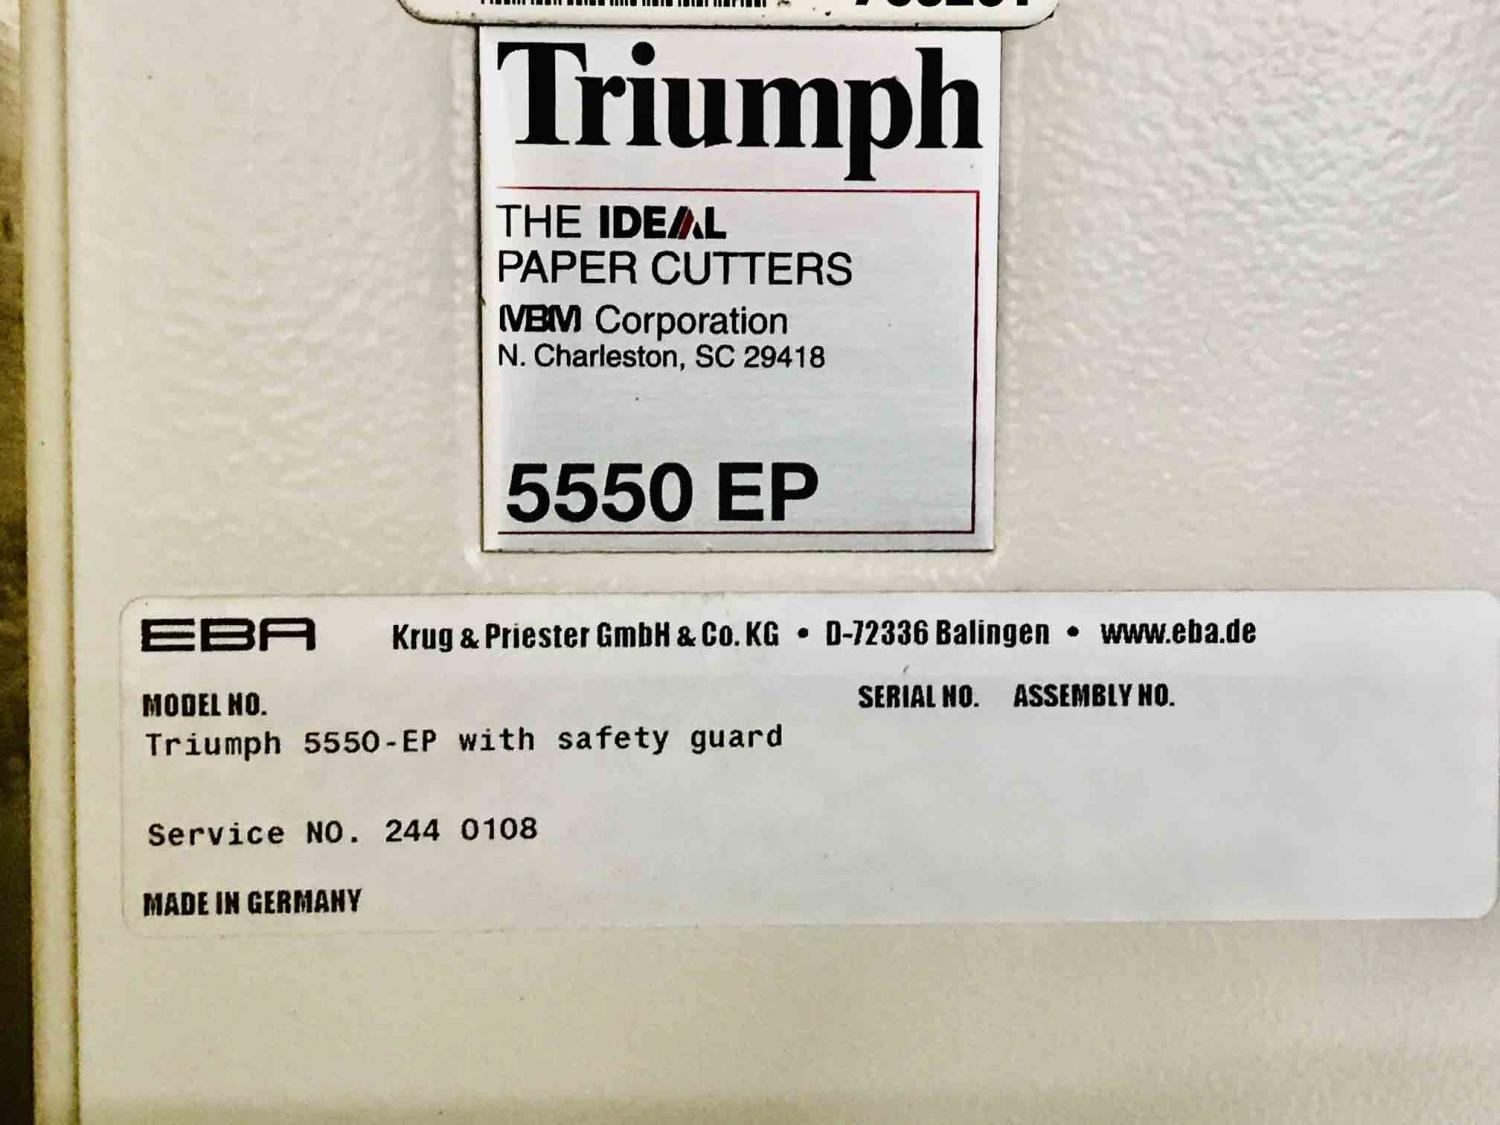 Triumph
THE IDEAL
PAPER CUTTERS
MBM Corporation
N. Charleston, SC 29418
5550 EP
EBA Krug & Priester GmbH & Co. KG • D-72336 Balingen • www.eba.de
MODEL NO. SERIAL NO. ASSEMBLY NO.
Triumph 5550-EP with safety guard
Service NO. 244 0108
MADE IN GERMANY